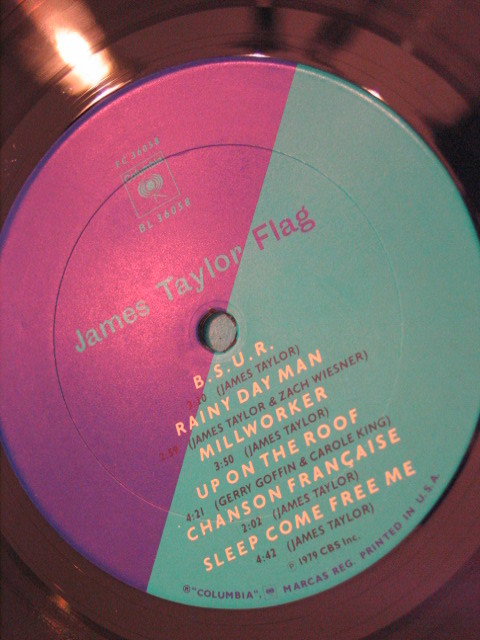 FC 36058
BL 36058
James Taylor Flag
B.S.U.R.
3:20 (JAMES TAYLOR)
RAINY DAY MAN
2:59 (JAMES TAYLOR & ZACH WIESNER)
MILLWORKER
3:50 (JAMES TAYLOR)
UP ON THE ROOF
4:21 (GERRY GOFFIN & CAROLE KING)
CHANSON FRANÇAISE
2:02 (JAMES TAYLOR)
SLEEP COME FREE ME
4:42 (JAMES TAYLOR)
℗ 1979 CBS Inc.
® "COLUMBIA", MARCAS REG. PRINTED IN U.S.A.